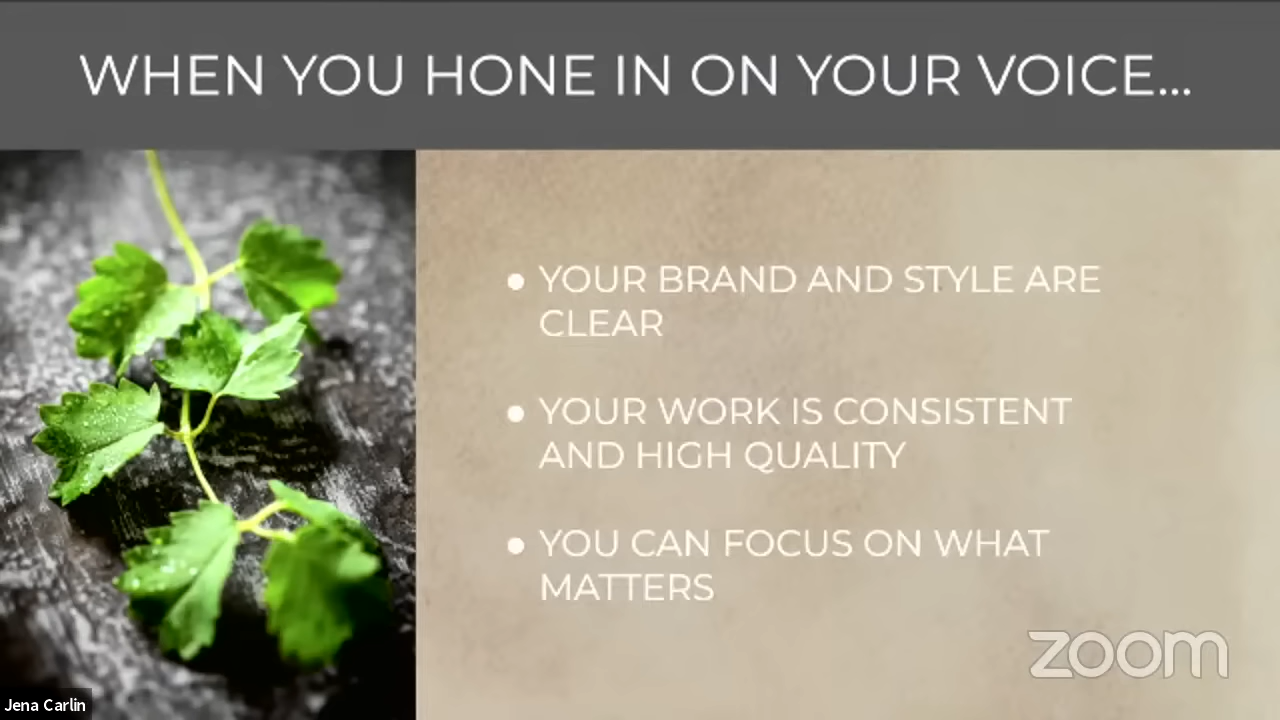 WHEN YOU HONE IN ON YOUR VOICE...
● YOUR BRAND AND STYLE ARE
CLEAR
● YOUR WORK IS CONSISTENT
AND HIGH QUALITY
● YOU CAN FOCUS ON WHAT
MATTERS
zoom
Jena Carlin